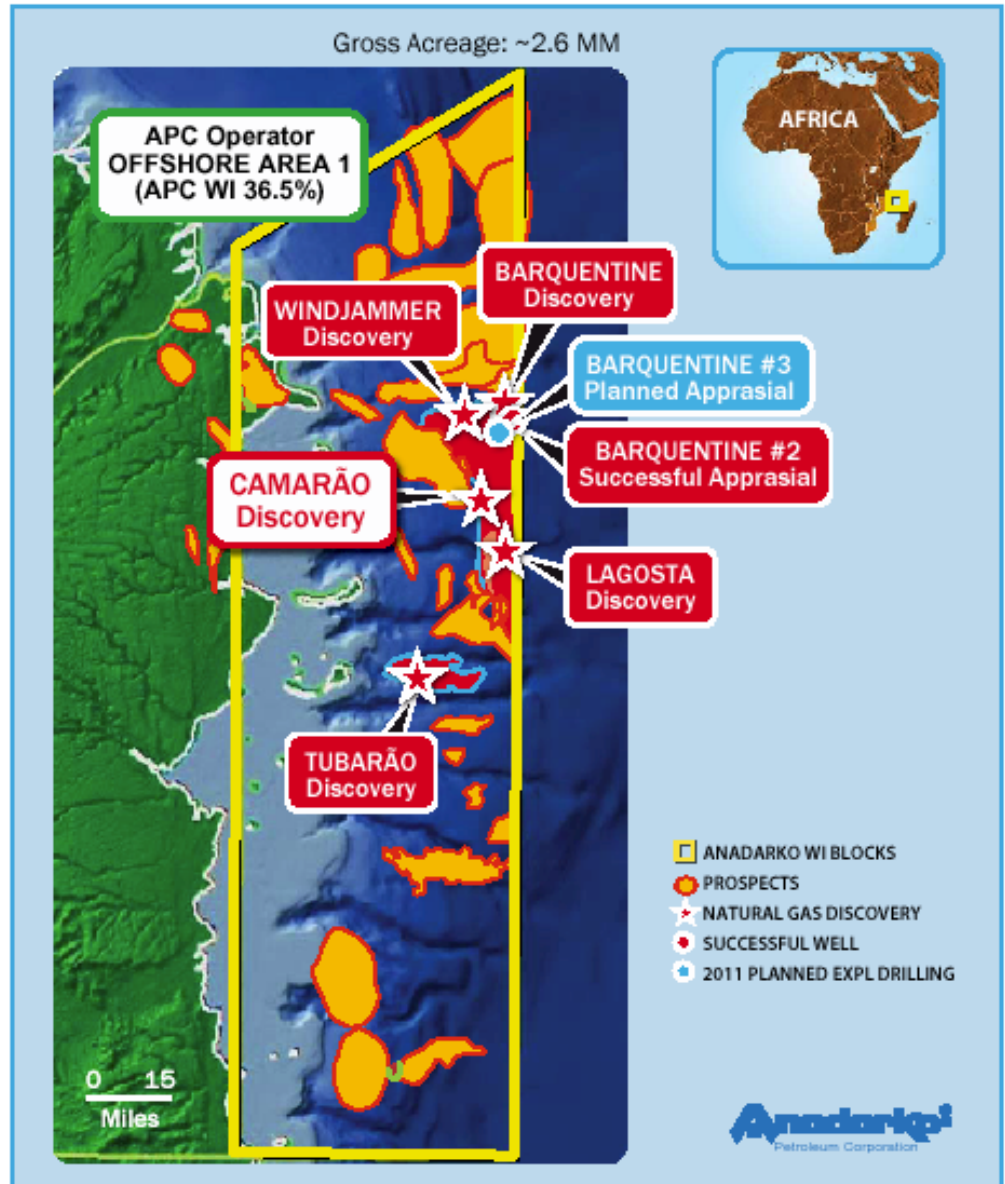 Gross Acreage: ~2.6 MM
APC Operator
OFFSHORE AREA 1
(APC WI 36.5%)
AFRICA
BARQUENTINE
Discovery
WINDJAMMER
Discovery
BARQUENTINE #3
Planned Apprasial
BARQUENTINE #2
Successful Apprasial
CAMARÃO
Discovery
LAGOSTA
Discovery
TUBARÃO
Discovery
ANADARKO WI BLOCKS
PROSPECTS
NATURAL GAS DISCOVERY
SUCCESSFUL WELL
2011 PLANNED EXPL DRILLING
0 15
Miles
Anadarko
Petroleum Corporation